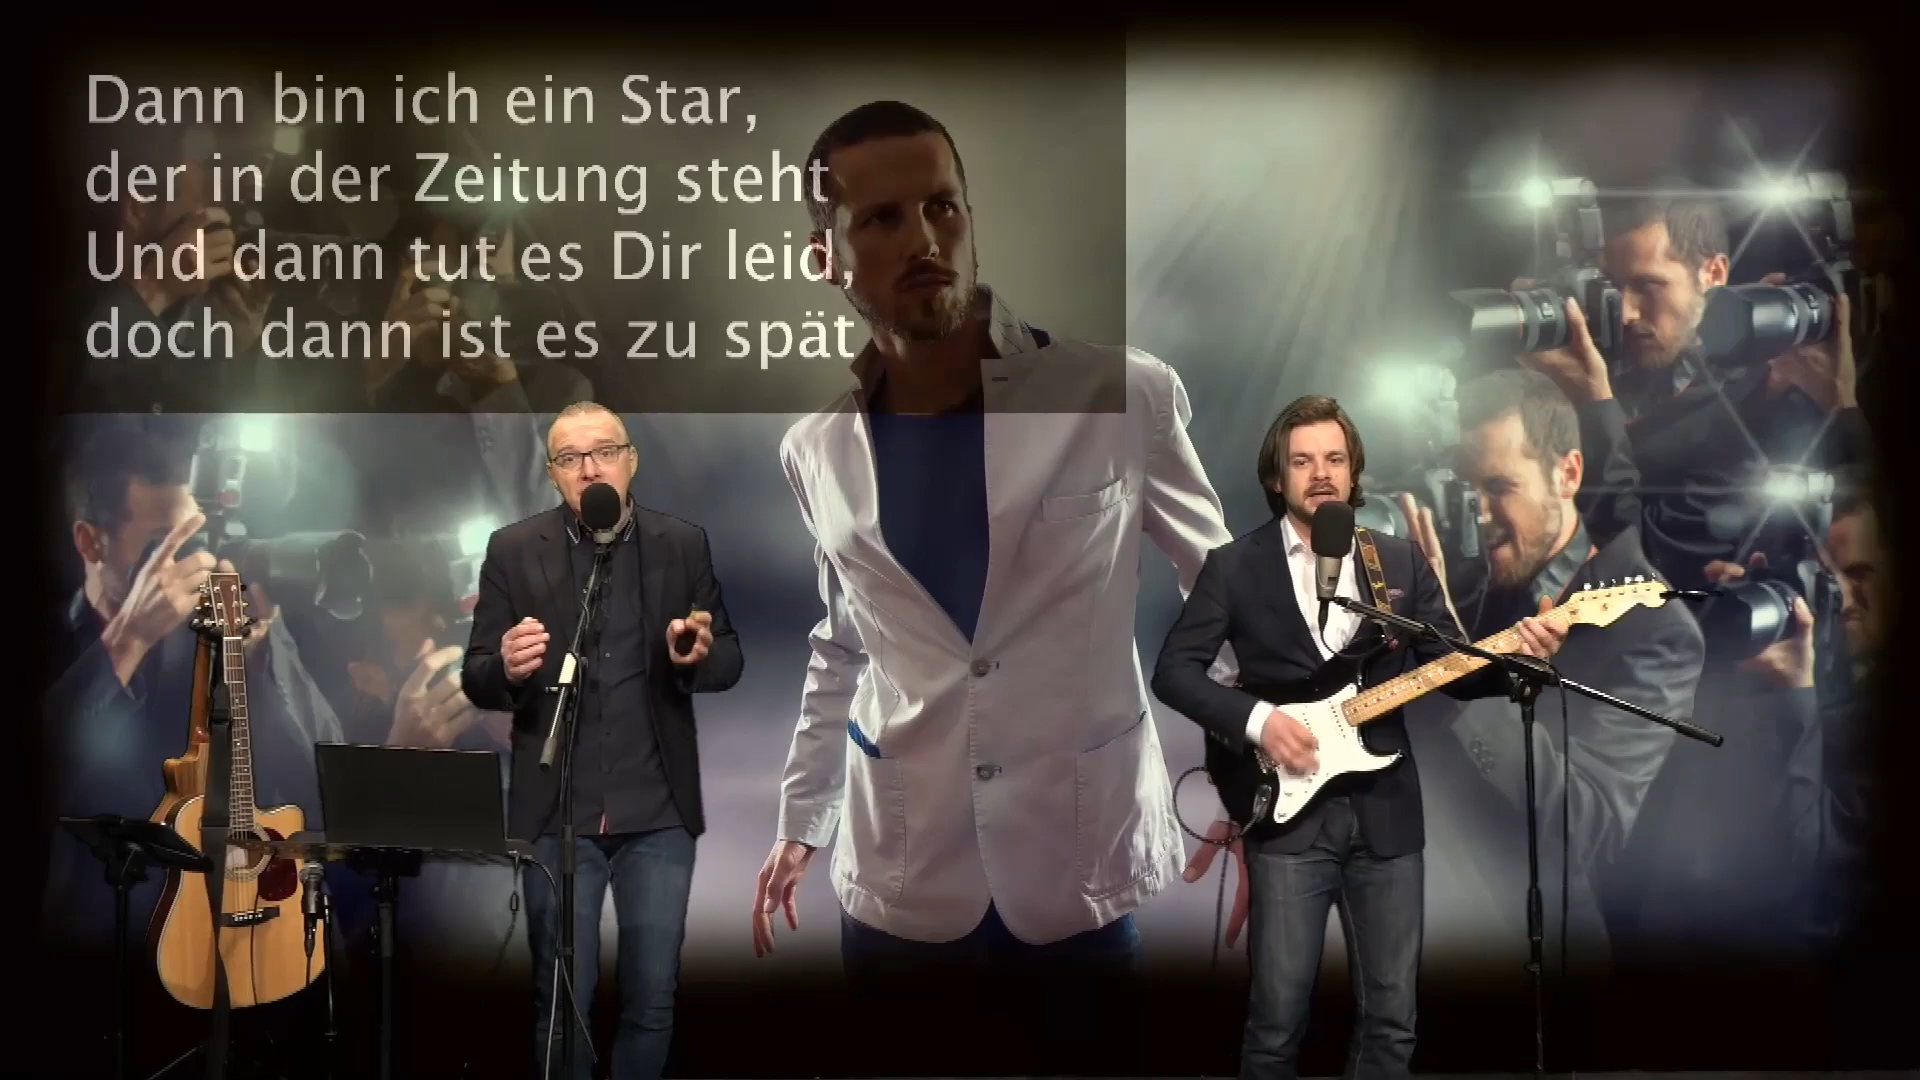 Dann bin ich ein Star,
der in der Zeitung steht
Und dann tut es Dir leid,
doch dann ist es zu spät